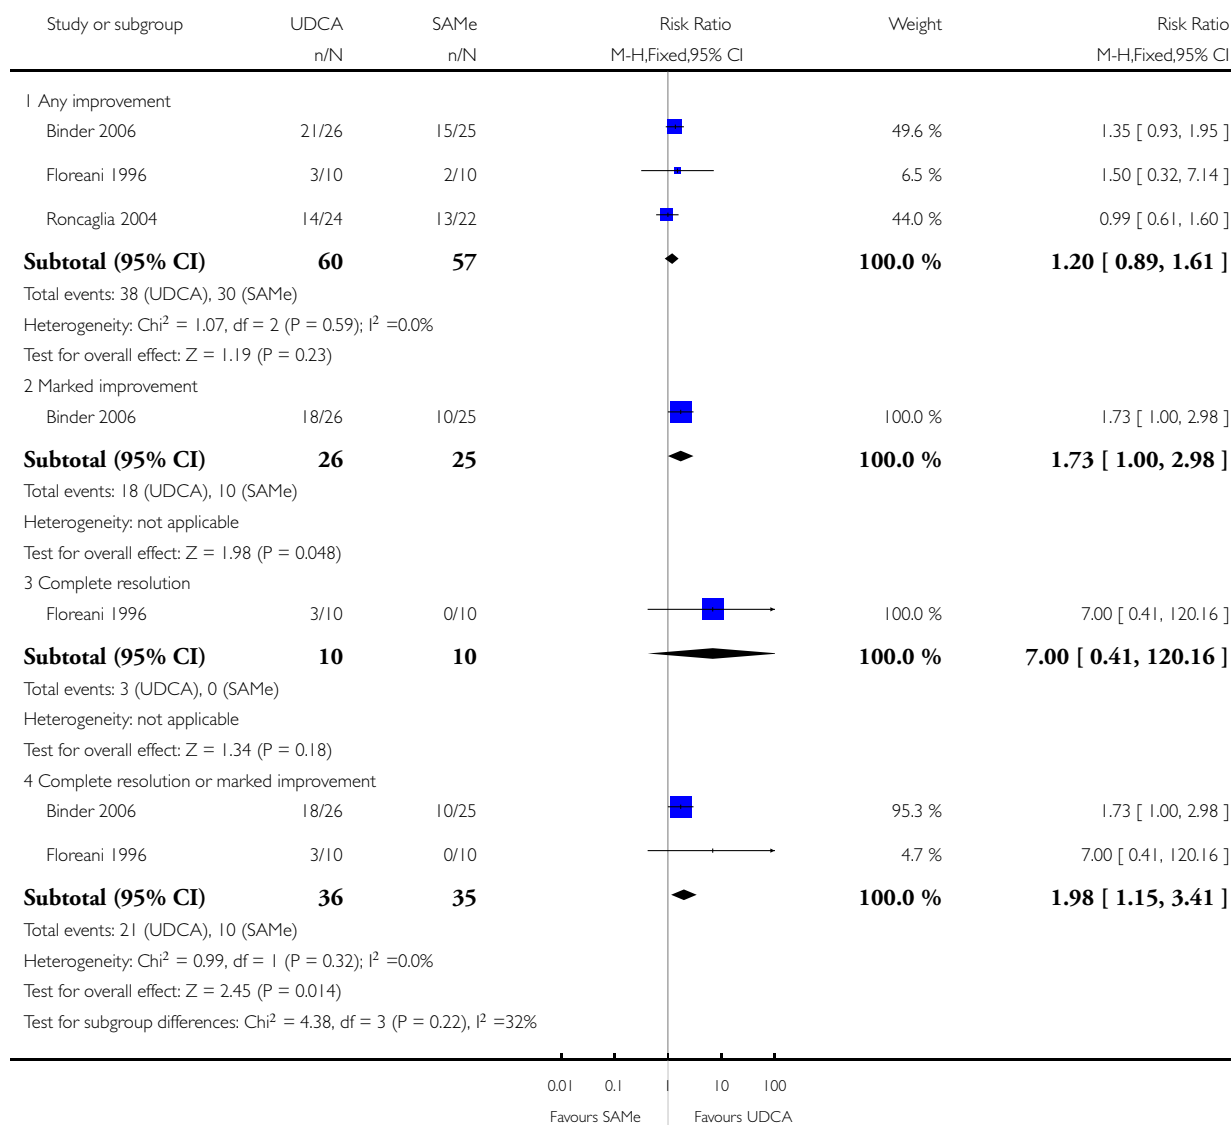 Study or subgroup UDCA SAMe Risk Ratio Weight Risk Ratio
n/N n/N M-H,Fixed,95% CI M-H,Fixed,95% CI
1 Any improvement
Binder 2006 21/26 15/25 49.6 % 1.35 [ 0.93, 1.95 ]
Floreani 1996 3/10 2/10 6.5 % 1.50 [ 0.32, 7.14 ]
Roncaglia 2004 14/24 13/22 44.0 % 0.99 [ 0.61, 1.60 ]
Subtotal (95% CI) 60 57 100.0 % 1.20 [ 0.89, 1.61 ]
Total events: 38 (UDCA), 30 (SAMe)
Heterogeneity: Chi² = 1.07, df = 2 (P = 0.59); I² =0.0%
Test for overall effect: Z = 1.19 (P = 0.23)
2 Marked improvement
Binder 2006 18/26 10/25 100.0 % 1.73 [ 1.00, 2.98 ]
Subtotal (95% CI) 26 25 100.0 % 1.73 [ 1.00, 2.98 ]
Total events: 18 (UDCA), 10 (SAMe)
Heterogeneity: not applicable
Test for overall effect: Z = 1.98 (P = 0.048)
3 Complete resolution
Floreani 1996 3/10 0/10 100.0 % 7.00 [ 0.41, 120.16 ]
Subtotal (95% CI) 10 10 100.0 % 7.00 [ 0.41, 120.16 ]
Total events: 3 (UDCA), 0 (SAMe)
Heterogeneity: not applicable
Test for overall effect: Z = 1.34 (P = 0.18)
4 Complete resolution or marked improvement
Binder 2006 18/26 10/25 95.3 % 1.73 [ 1.00, 2.98 ]
Floreani 1996 3/10 0/10 4.7 % 7.00 [ 0.41, 120.16 ]
Subtotal (95% CI) 36 35 100.0 % 1.98 [ 1.15, 3.41 ]
Total events: 21 (UDCA), 10 (SAMe)
Heterogeneity: Chi² = 0.99, df = 1 (P = 0.32); I² =0.0%
Test for overall effect: Z = 2.45 (P = 0.014)
Test for subgroup differences: Chi² = 4.38, df = 3 (P = 0.22), I² =32%
0.01 0.1 1 10 100
Favours SAMe Favours UDCA